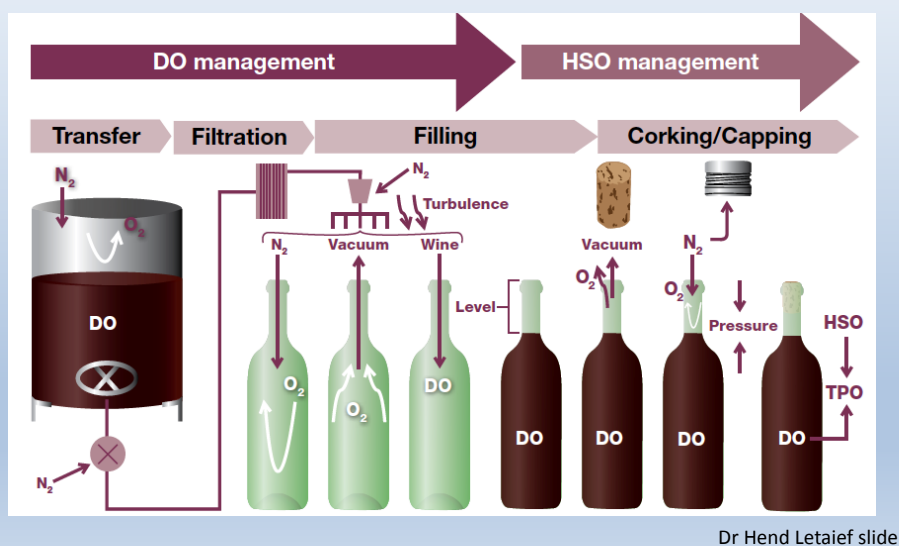 DO management
HSO management
Transfer
Filtration
Filling
Corking/Capping
N₂
O₂
DO
N₂
N₂
Turbulence
N₂
Vacuum
Wine
O₂
O₂
DO
Level
DO
Vacuum
O₂
DO
N₂
O₂
DO
Pressure
HSO
TPO
DO
Dr Hend Letaief slide